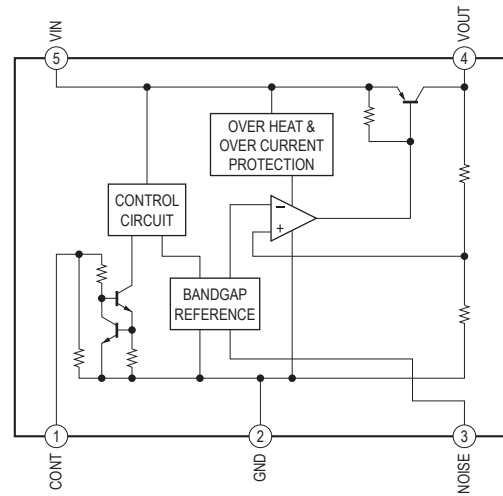 VIN
VOUT
5
4
OVER HEAT &
OVER CURRENT
PROTECTION
CONTROL
CIRCUIT
−
+
BANDGAP
REFERENCE
1
2
3
CONT
GND
NOISE